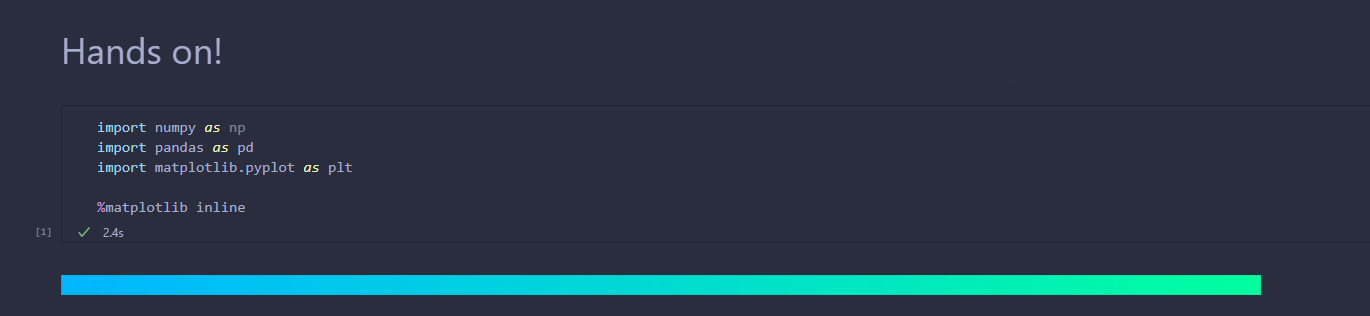 Hands on!
import numpy as np
import pandas as pd
import matplotlib.pyplot as plt
%matplotlib inline
[1] 2.4s